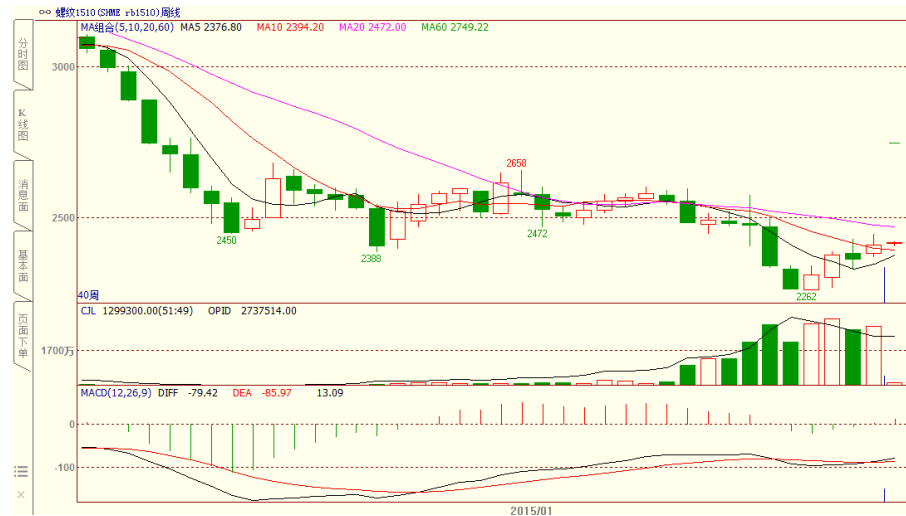 螺纹1510(SHME rb1510)周线
MA组合(5,10,20,60) MA5 2376.80 MA10 2394.20 MA20 2472.00 MA60 2749.22
分时图
K线图
消息面
基本面
页面下单
3000
2658
2500
2450
2388
2472
2262
40周
CJL 1299300.00(51:49) OPID 2737514.00
1700万
MACD(12,26,9) DIFF -79.42 DEA -85.97 13.09
0
-100
2015/01